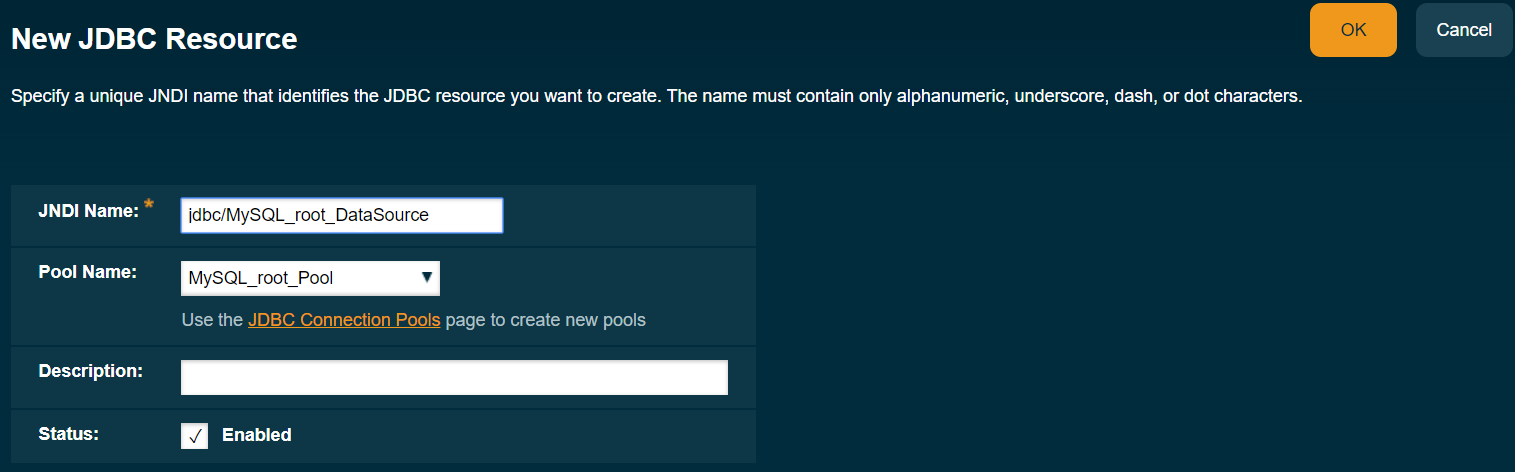 New JDBC Resource
OK
Cancel
Specify a unique JNDI name that identifies the JDBC resource you want to create. The name must contain only alphanumeric, underscore, dash, or dot characters.
JNDI Name: *
jdbc/MySQL_root_DataSource
Pool Name:
MySQL_root_Pool
Use the JDBC Connection Pools page to create new pools
Description:
Status:
Enabled